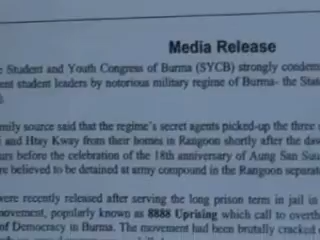 Media Release
e Student and Youth Congress of Burma (SYCB) strongly condem
ent student leaders by notorious military regime of Burma- the Stat
mily source said that the regime's secret agents picked-up the three s
i and Htay Kway from their homes in Rangoon shortly after the daw
urs before the celebration of the 18th anniversary of Aung San Suu
re believed to be detained at army compound in the Rangoon separat
were recently released after serving the long prison term in jail in
movement, popularly known as 8888 Uprising which call to overth
of Democracy in Burma. The movement had been brutally cracked